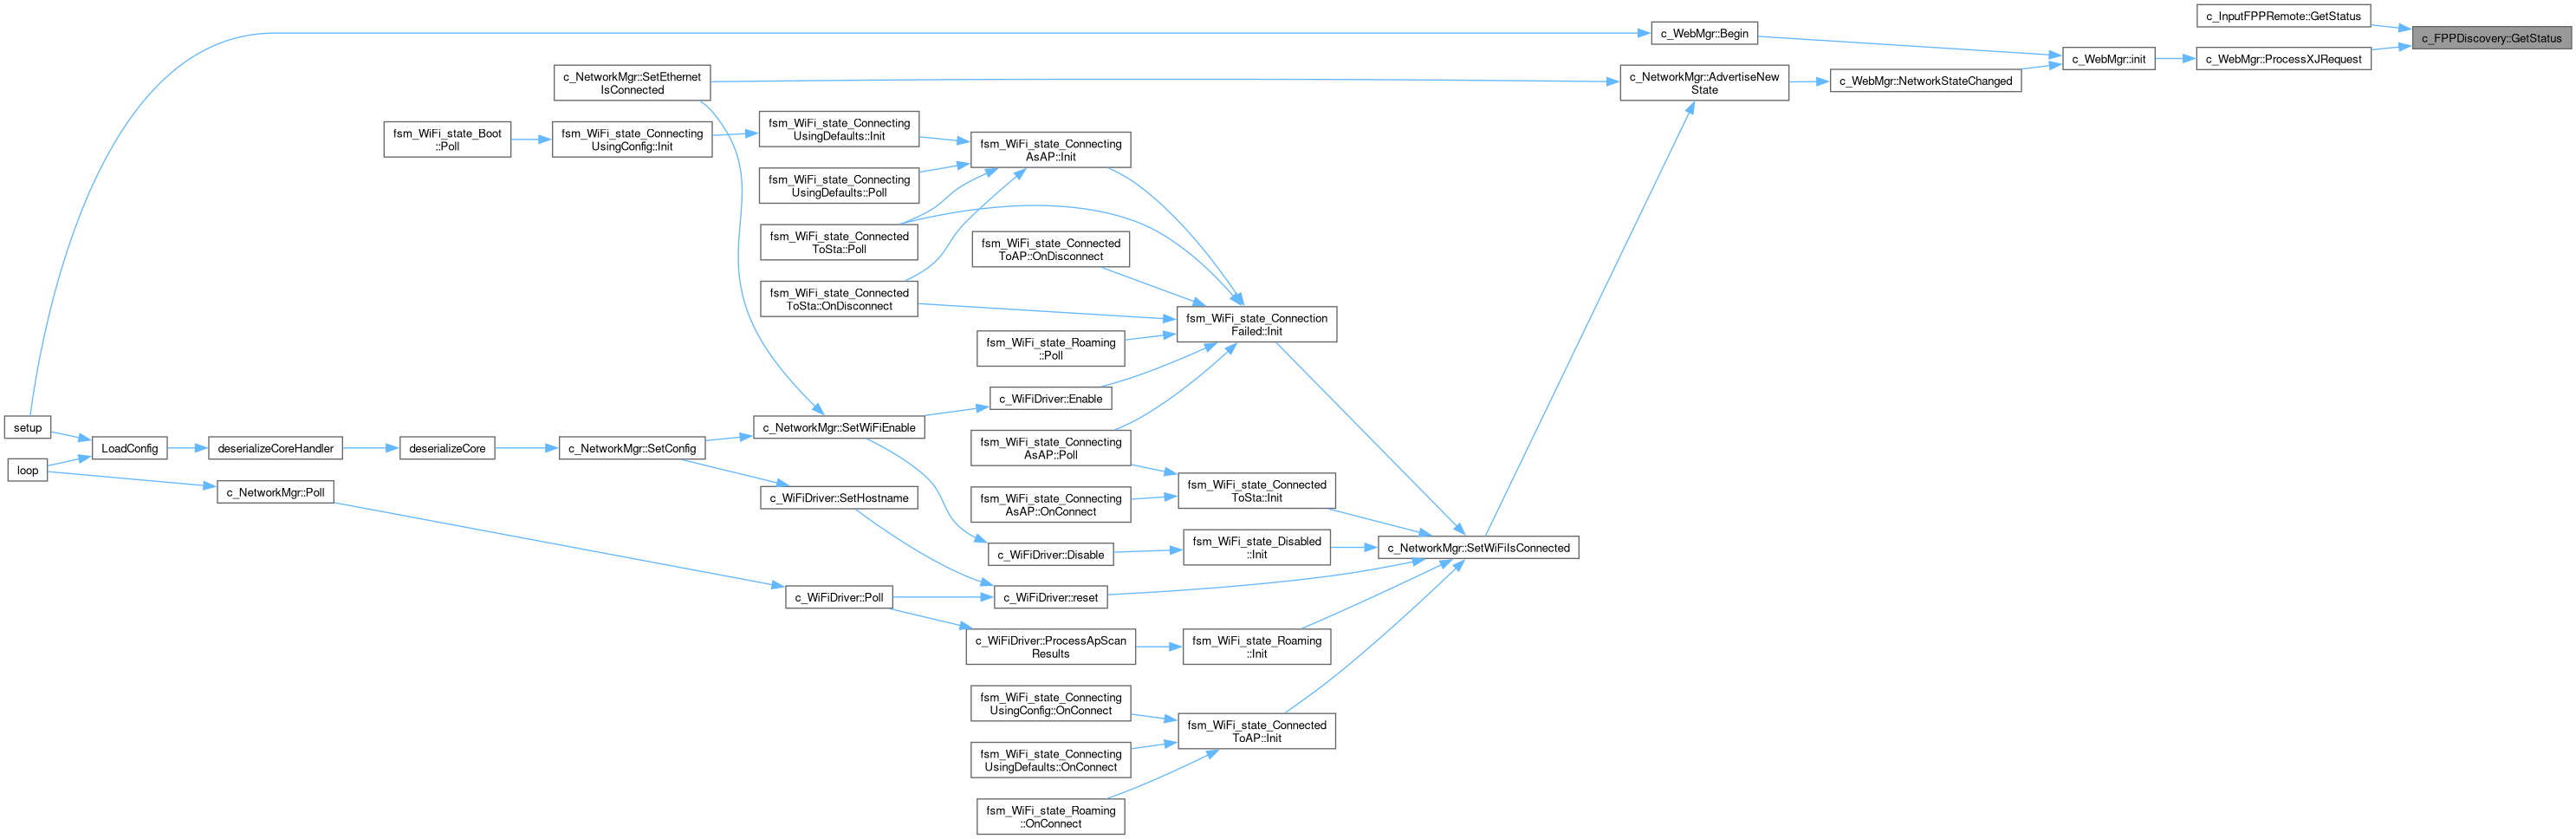 c_InputFPPRemote::GetStatus
c_FPPDiscovery::GetStatus
c_WebMgr::Begin
c_WebMgr::init
c_WebMgr::ProcessXJRequest
c_NetworkMgr::SetEthernet
IsConnected
c_NetworkMgr::AdvertiseNew
State
c_WebMgr::NetworkStateChanged
fsm_WiFi_state_Boot
::Poll
fsm_WiFi_state_Connecting
UsingConfig::Init
fsm_WiFi_state_Connecting
UsingDefaults::Init
fsm_WiFi_state_Connecting
AsAP::Init
fsm_WiFi_state_Connecting
UsingDefaults::Poll
fsm_WiFi_state_Connected
ToSta::Poll
fsm_WiFi_state_Connected
ToAP::OnDisconnect
fsm_WiFi_state_Connected
ToSta::OnDisconnect
fsm_WiFi_state_Connection
Failed::Init
fsm_WiFi_state_Roaming
::Poll
c_WiFiDriver::Enable
setup
LoadConfig
deserializeCoreHandler
deserializeCore
c_NetworkMgr::SetConfig
c_NetworkMgr::SetWiFiEnable
fsm_WiFi_state_Connecting
AsAP::Poll
loop
c_NetworkMgr::Poll
c_WiFiDriver::SetHostname
fsm_WiFi_state_Connecting
AsAP::OnConnect
fsm_WiFi_state_Connected
ToSta::Init
c_WiFiDriver::Disable
fsm_WiFi_state_Disabled
::Init
c_NetworkMgr::SetWiFiIsConnected
c_WiFiDriver::Poll
c_WiFiDriver::reset
c_WiFiDriver::ProcessApScan
Results
fsm_WiFi_state_Roaming
::Init
fsm_WiFi_state_Connecting
UsingConfig::OnConnect
fsm_WiFi_state_Connected
ToAP::Init
fsm_WiFi_state_Connecting
UsingDefaults::OnConnect
fsm_WiFi_state_Roaming
::OnConnect